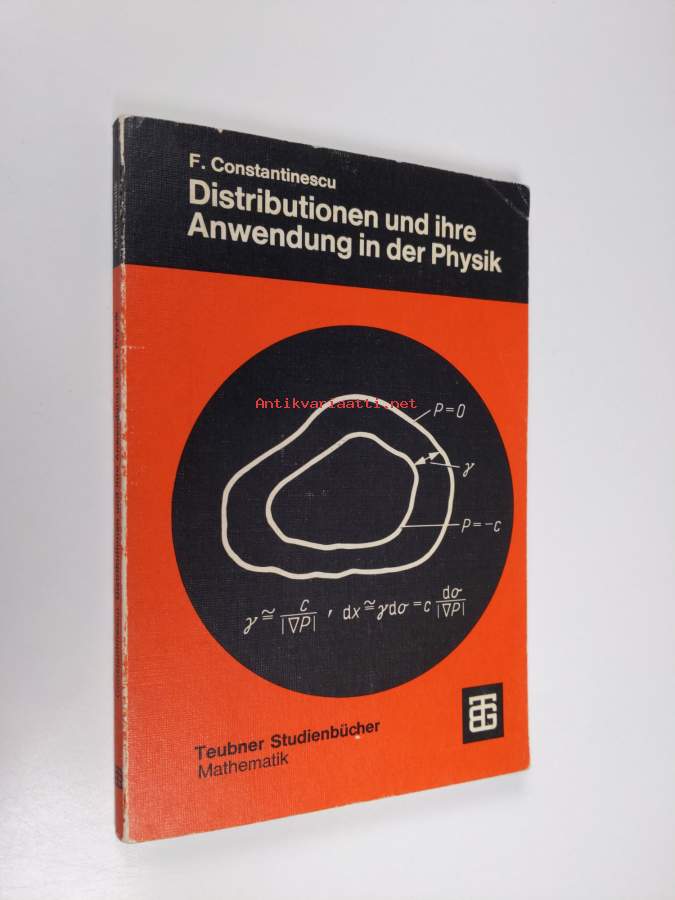 F. Constantinescu
Distributionen und ihre
Anwendung in der Physik
Antikvariaatti.net
P=0
γ
P=-c
γ ≅ c/|∇P| , dx ≅ γdσ = c dσ/|∇P|
Teubner Studienbücher
Mathematik